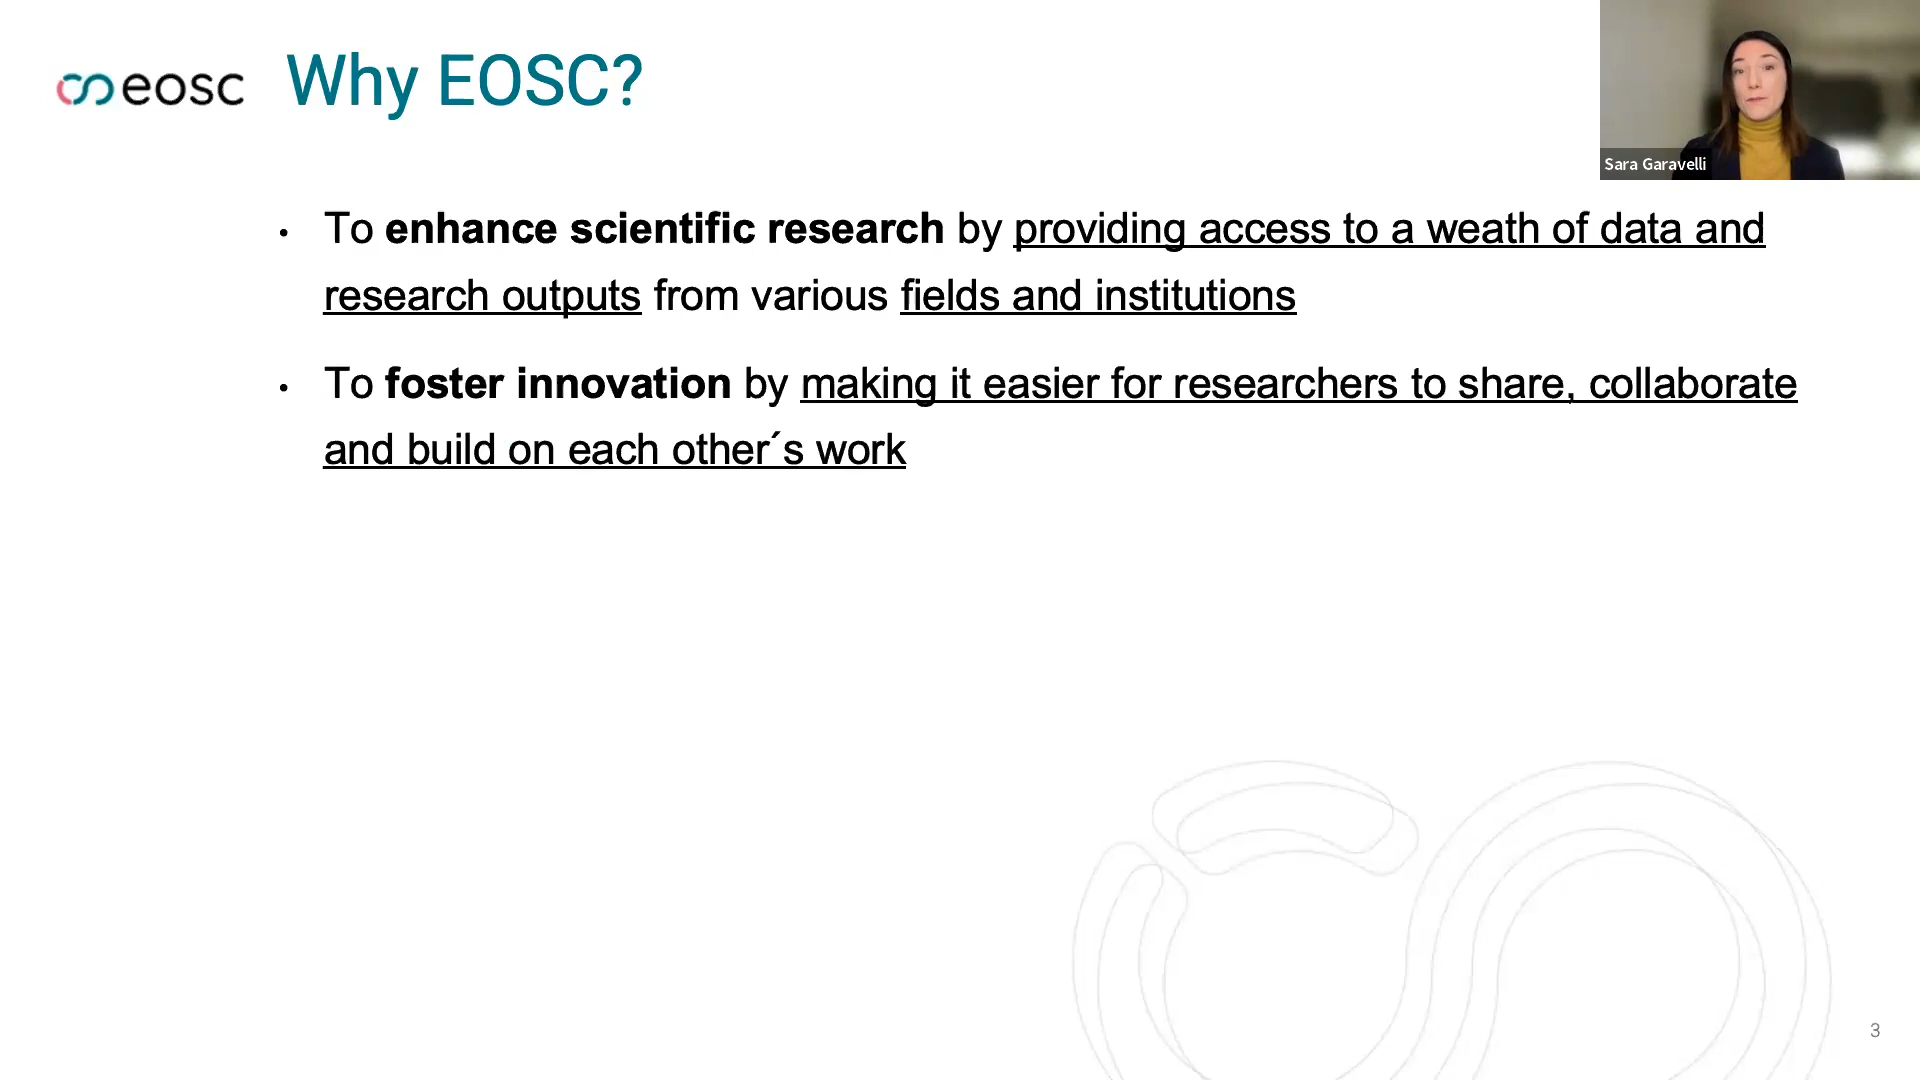 eosc
Why EOSC?
Sara Garavelli
• To enhance scientific research by providing access to a weath of data and
research outputs from various fields and institutions
• To foster innovation by making it easier for researchers to share, collaborate
and build on each other´s work
3